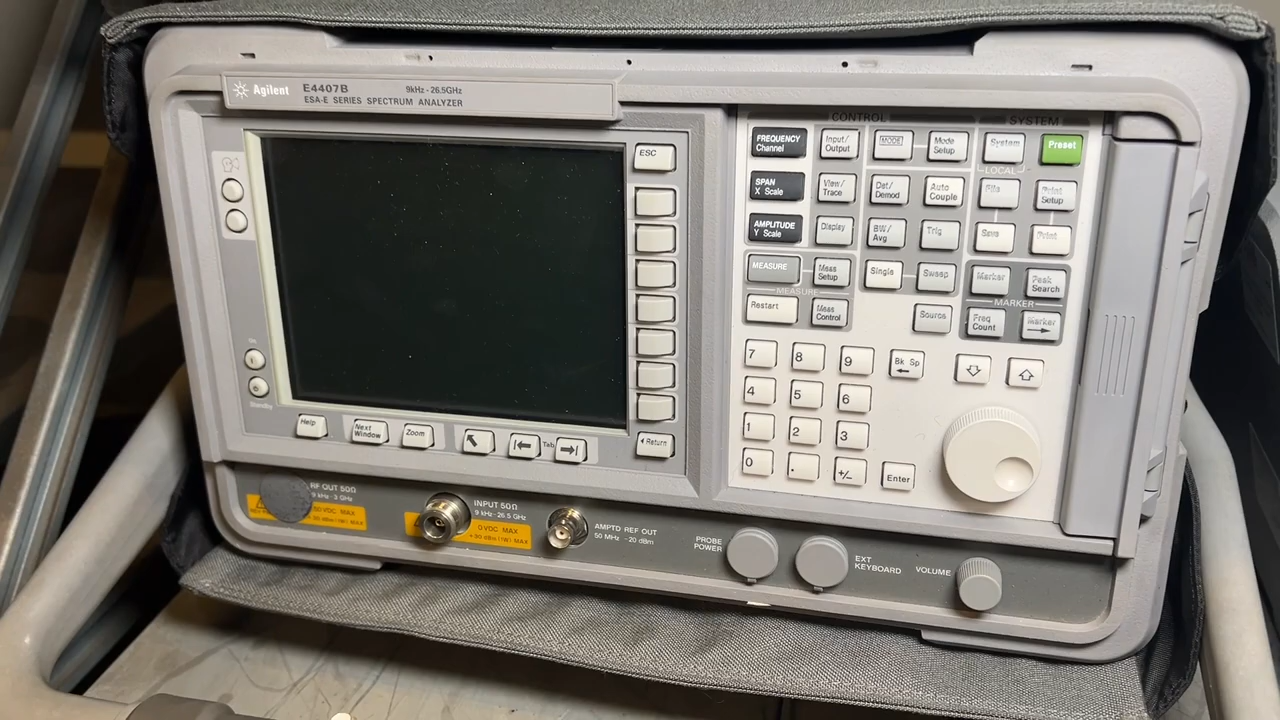 Agilent
E4407B
9kHz - 26.5GHz
ESA-E SERIES SPECTRUM ANALYZER
CONTROL
SYSTEM
ESC
FREQUENCY
Channel
Input/
Output
MODE
Mode
Setup
System
Preset
LOCAL
SPAN
X Scale
View/
Trace
Det/
Demod
Auto
Couple
File
Print
Setup
AMPLITUDE
Y Scale
Display
BW/
Avg
Trig
Save
Print
MEASURE
Meas
Setup
Single
Sweep
Marker
Peak
Search
MEASURE
MARKER
Restart
Meas
Control
Source
Freq
Count
Marker
7
8
9
Bk Sp
4
5
6
1
2
3
0
.
+/-
Enter
On
Standby
Help
Next
Window
Zoom
Tab
Return
RF OUT 50Ω
9 kHz-3 GHz
50 VDC MAX
INPUT 50Ω
9 kHz-26.5 GHz
0 VDC MAX
+30 dBm (1W) MAX
AMPTD REF OUT
50 MHz -20 dBm
PROBE
POWER
EXT
KEYBOARD
VOLUME